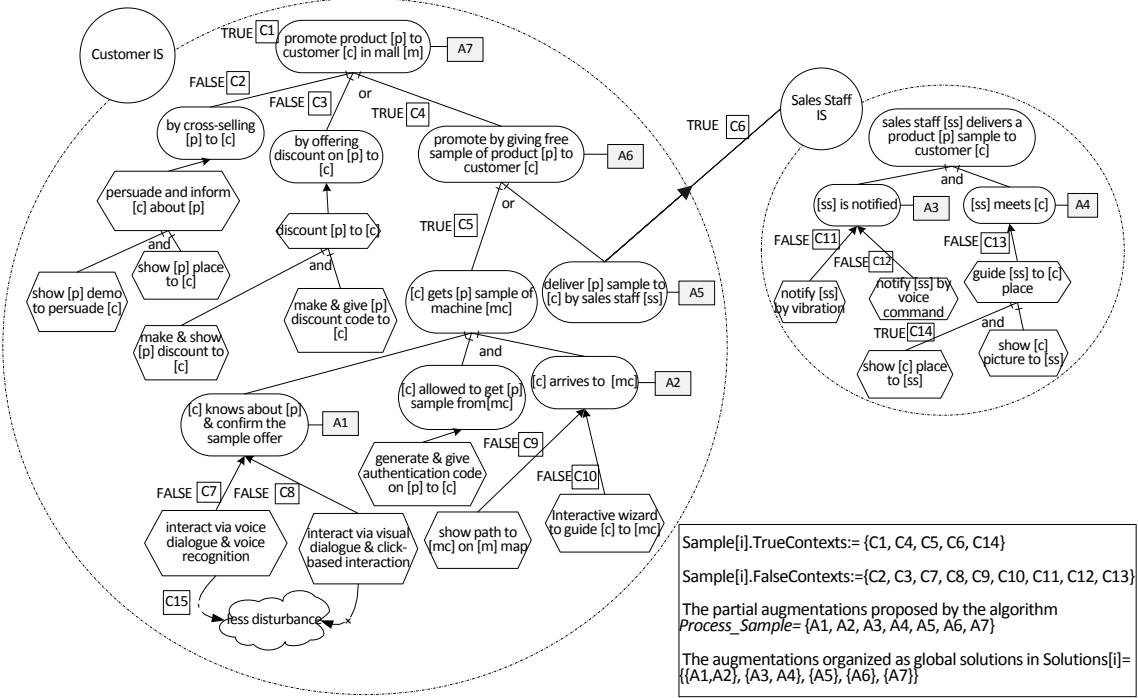 Customer IS
TRUE C1
promote product [p] to
customer [c] in mall [m]
A7
FALSE C2
FALSE C3
or
TRUE C4
by cross-selling
[p] to [c]
by offering
discount on [p] to
[c]
promote by giving free
sample of product [p] to
customer [c]
A6
persuade and inform
[c] about [p]
and
show [p] demo
to persuade [c]
show [p] place
to [c]
discount [p] to [c]
and
make & show
[p] discount to
[c]
make & give [p]
discount code to
[c]
TRUE C5
or
[c] gets [p] sample of
machine [mc]
deliver [p] sample to
[c] by sales staff [ss]
A5
and
[c] knows about [p]
& confirm the
sample offer
A1
[c] allowed to get [p]
sample from[mc]
[c] arrives to [mc]
A2
FALSE C7
FALSE C8
generate & give
authentication code
on [p] to [c]
FALSE C9
FALSE C10
interact via voice
dialogue & voice
recognition
interact via visual
dialogue & click-
based interaction
show path to
[mc] on [m] map
Interactive wizard
to guide [c] to [mc]
C15
less disturbance
TRUE C6
Sales Staff
IS
sales staff [ss] delivers a
product [p] sample to
customer [c]
and
[ss] is notified
A3
[ss] meets [c]
A4
FALSE C11
FALSE C12
FALSE C13
notify [ss]
by vibration
notify [ss] by
voice
command
guide [ss] to [c]
place
TRUE C14
and
show [c] place
to [ss]
show [c]
picture to [ss]
Sample[i].TrueContexts:= {C1, C4, C5, C6, C14}
Sample[i].FalseContexts:={C2, C3, C7, C8, C9, C10, C11, C12, C13}
The partial augmentations proposed by the algorithm
Process_Sample= {A1, A2, A3, A4, A5, A6, A7}
The augmentations organized as global solutions in Solutions[i]=
{{A1,A2}, {A3, A4}, {A5}, {A6}, {A7}}